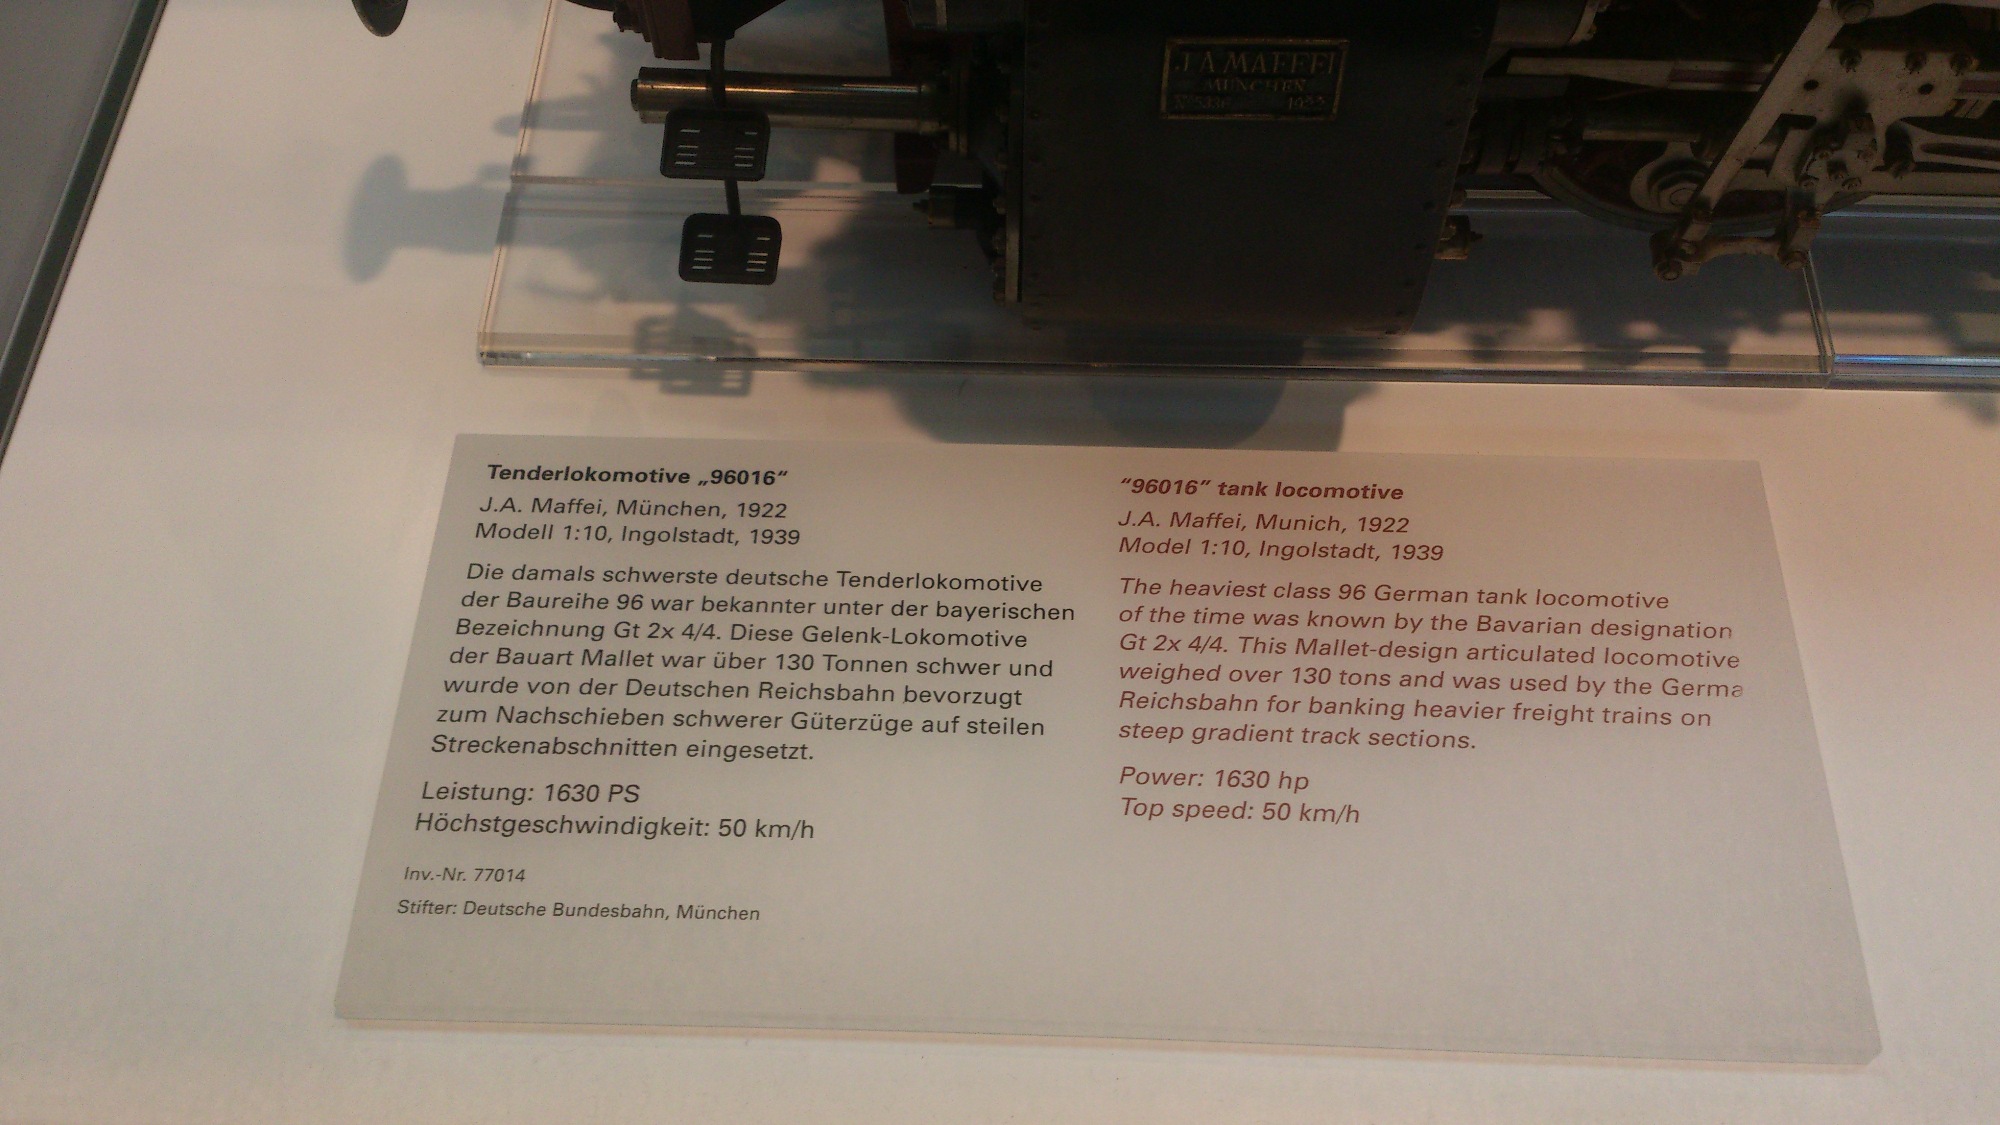 J.A. MAFFEI
MÜNCHEN
Tenderlokomotive „96016“
J.A. Maffei, München, 1922
Modell 1:10, Ingolstadt, 1939
Die damals schwerste deutsche Tenderlokomotive
der Baureihe 96 war bekannter unter der bayerischen
Bezeichnung Gt 2x 4/4. Diese Gelenk-Lokomotive
der Bauart Mallet war über 130 Tonnen schwer und
wurde von der Deutschen Reichsbahn bevorzugt
zum Nachschieben schwerer Güterzüge auf steilen
Streckenabschnitten eingesetzt.
Leistung: 1630 PS
Höchstgeschwindigkeit: 50 km/h
Inv.-Nr. 77014
Stifter: Deutsche Bundesbahn, München
“96016” tank locomotive
J.A. Maffei, Munich, 1922
Model 1:10, Ingolstadt, 1939
The heaviest class 96 German tank locomotive
of the time was known by the Bavarian designation
Gt 2x 4/4. This Mallet-design articulated locomotive
weighed over 130 tons and was used by the Germa
Reichsbahn for banking heavier freight trains on
steep gradient track sections.
Power: 1630 hp
Top speed: 50 km/h